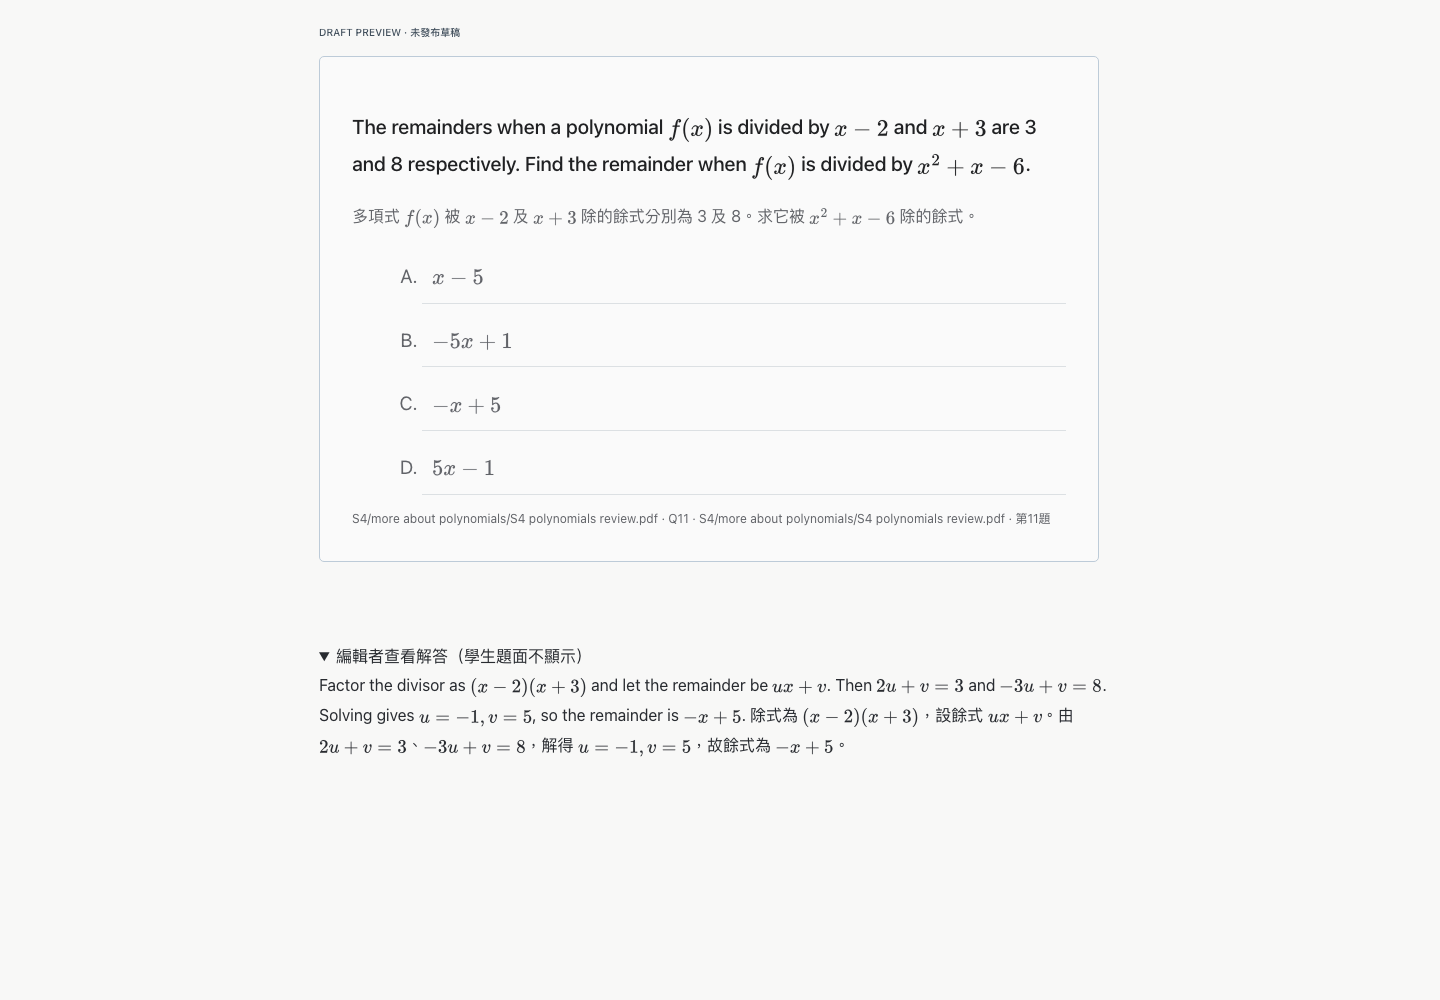 DRAFT PREVIEW · 未發布草稿
The remainders when a polynomial f(x) is divided by x − 2 and x + 3 are 3
and 8 respectively. Find the remainder when f(x) is divided by x² + x − 6.
多項式 f(x) 被 x − 2 及 x + 3 除的餘式分別為 3 及 8。求它被 x² + x − 6 除的餘式。
A. x − 5
B. −5x + 1
C. −x + 5
D. 5x − 1
S4/more about polynomials/S4 polynomials review.pdf · Q11 · S4/more about polynomials/S4 polynomials review.pdf · 第11題
▼ 編輯者查看解答（學生題面不顯示）
Factor the divisor as (x − 2)(x + 3) and let the remainder be ux + v. Then 2u + v = 3 and −3u + v = 8.
Solving gives u = −1, v = 5, so the remainder is −x + 5. 除式為 (x − 2)(x + 3)，設餘式 ux + v。由
2u + v = 3、−3u + v = 8，解得 u = −1, v = 5，故餘式為 −x + 5。